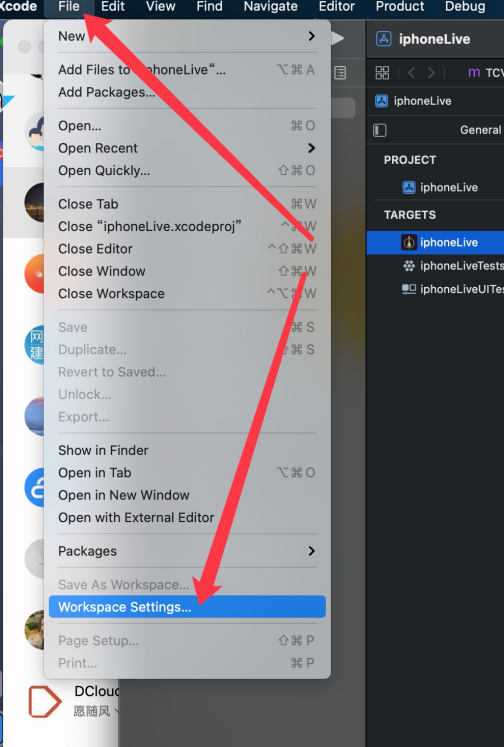 Xcode File Edit View Find Navigate Editor Product Debug
New
Add Files to "iphoneLive"... ⌥⌘A
Add Packages...
Open... ⌘O
Open Recent
Open Quickly... ⇧⌘O
Close Tab ⌘W
Close "iphoneLive.xcodeproj" ^⌘W
Close Editor ^⇧⌘W
Close Window ⇧⌘W
Close Workspace ^⌥⌘W
Save ⌘S
Duplicate... ⇧⌘S
Revert to Saved...
Unlock...
Export...
Show in Finder
Open in Tab ⌥⌘O
Open in New Window
Open with External Editor
Packages
Save As Workspace...
Workspace Settings...
Page Setup... ⇧⌘P
Print... ⌘P
DCloud
愿随风
网
建
iphoneLive
m TCV
iphoneLive
General
PROJECT
iphoneLive
TARGETS
iphoneLive
iphoneLiveTests
iphoneLiveUITes